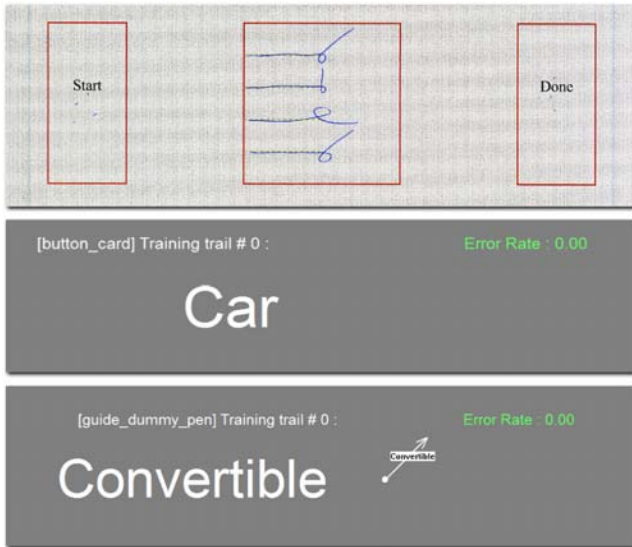 Start
Done
[button_card] Training trail # 0 :
Error Rate : 0.00
Car
[guide_dummy_pen] Training trail # 0 :
Error Rate : 0.00
Convertible
Convertible